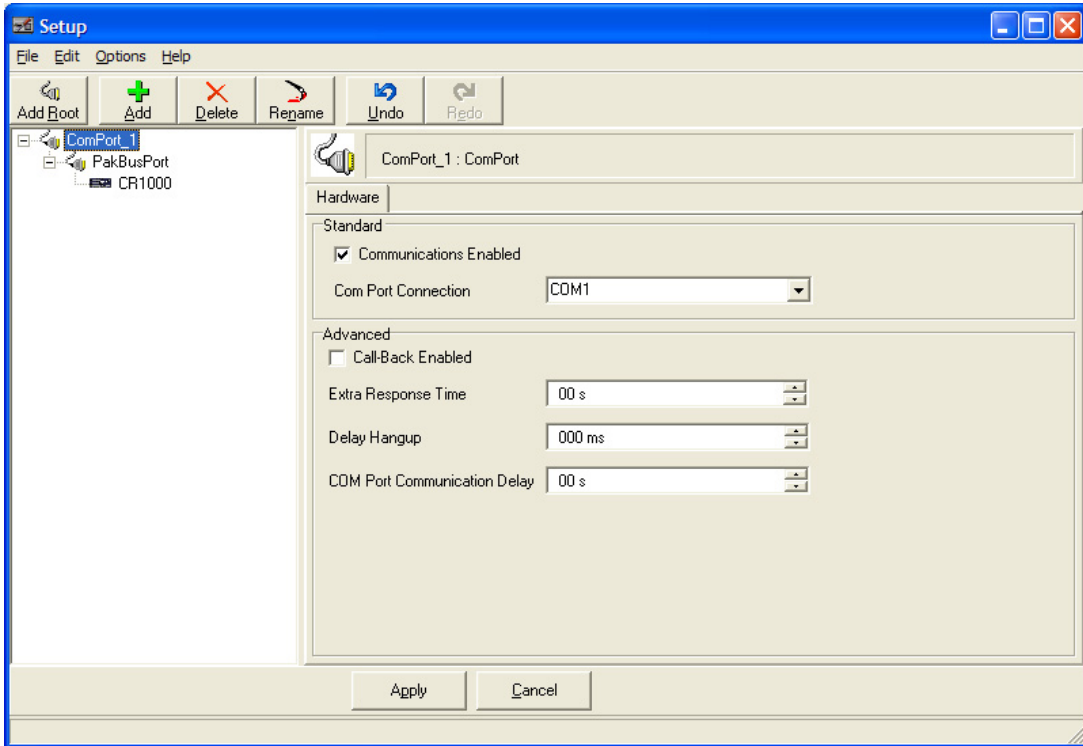 Setup
File Edit Options Help
Add Root Add Delete Rename Undo Redo
ComPort_1
PakBusPort
CR1000
ComPort_1 : ComPort
Hardware
Standard
Communications Enabled
Com Port Connection COM1
Advanced
Call-Back Enabled
Extra Response Time 00 s
Delay Hangup 000 ms
COM Port Communication Delay 00 s
Apply Cancel